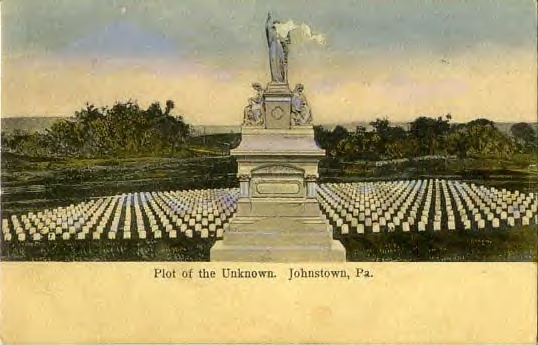 Plot of the Unknown. Johnstown, Pa.